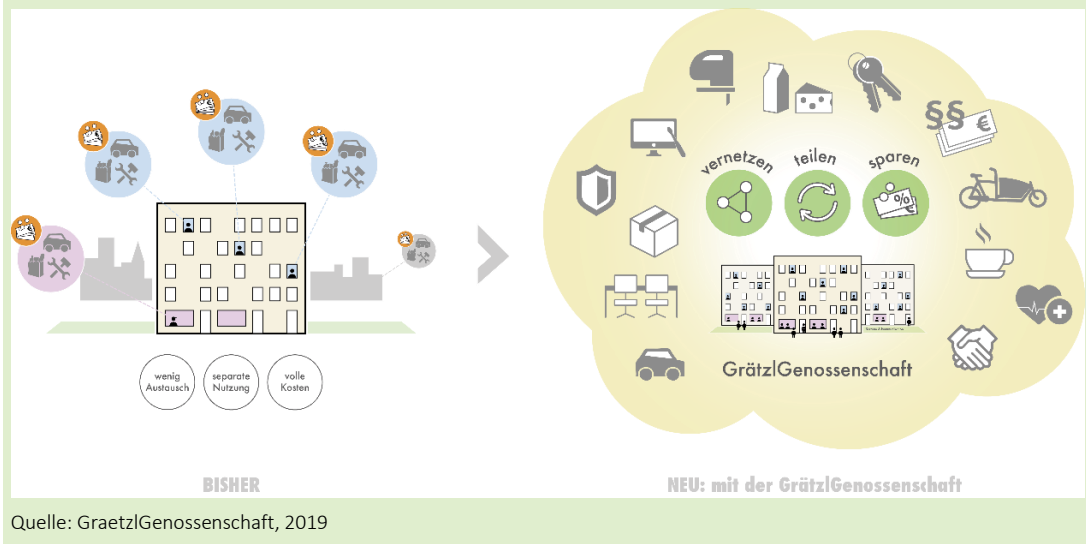 vernetzen
teilen
sparen
§§
€
%
GrätzlGenossenschaft
wenig
Austausch
separate
Nutzung
volle
Kosten
BISHER
NEU: mit der GrätzlGenossenschaft
Quelle: GraetzlGenossenschaft, 2019